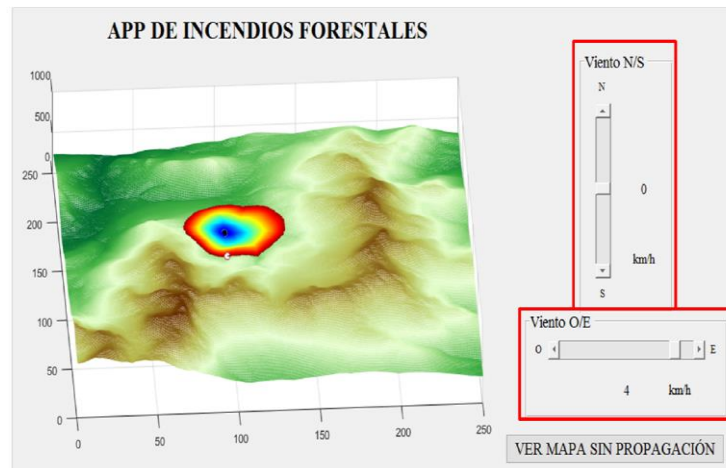 APP DE INCENDIOS FORESTALES
1000
500
0
250
200
150
100
50
0
0
50
100
150
200
250
Viento N/S
N
0
km/h
S
Viento O/E
O E
4 km/h
VER MAPA SIN PROPAGACIÓN